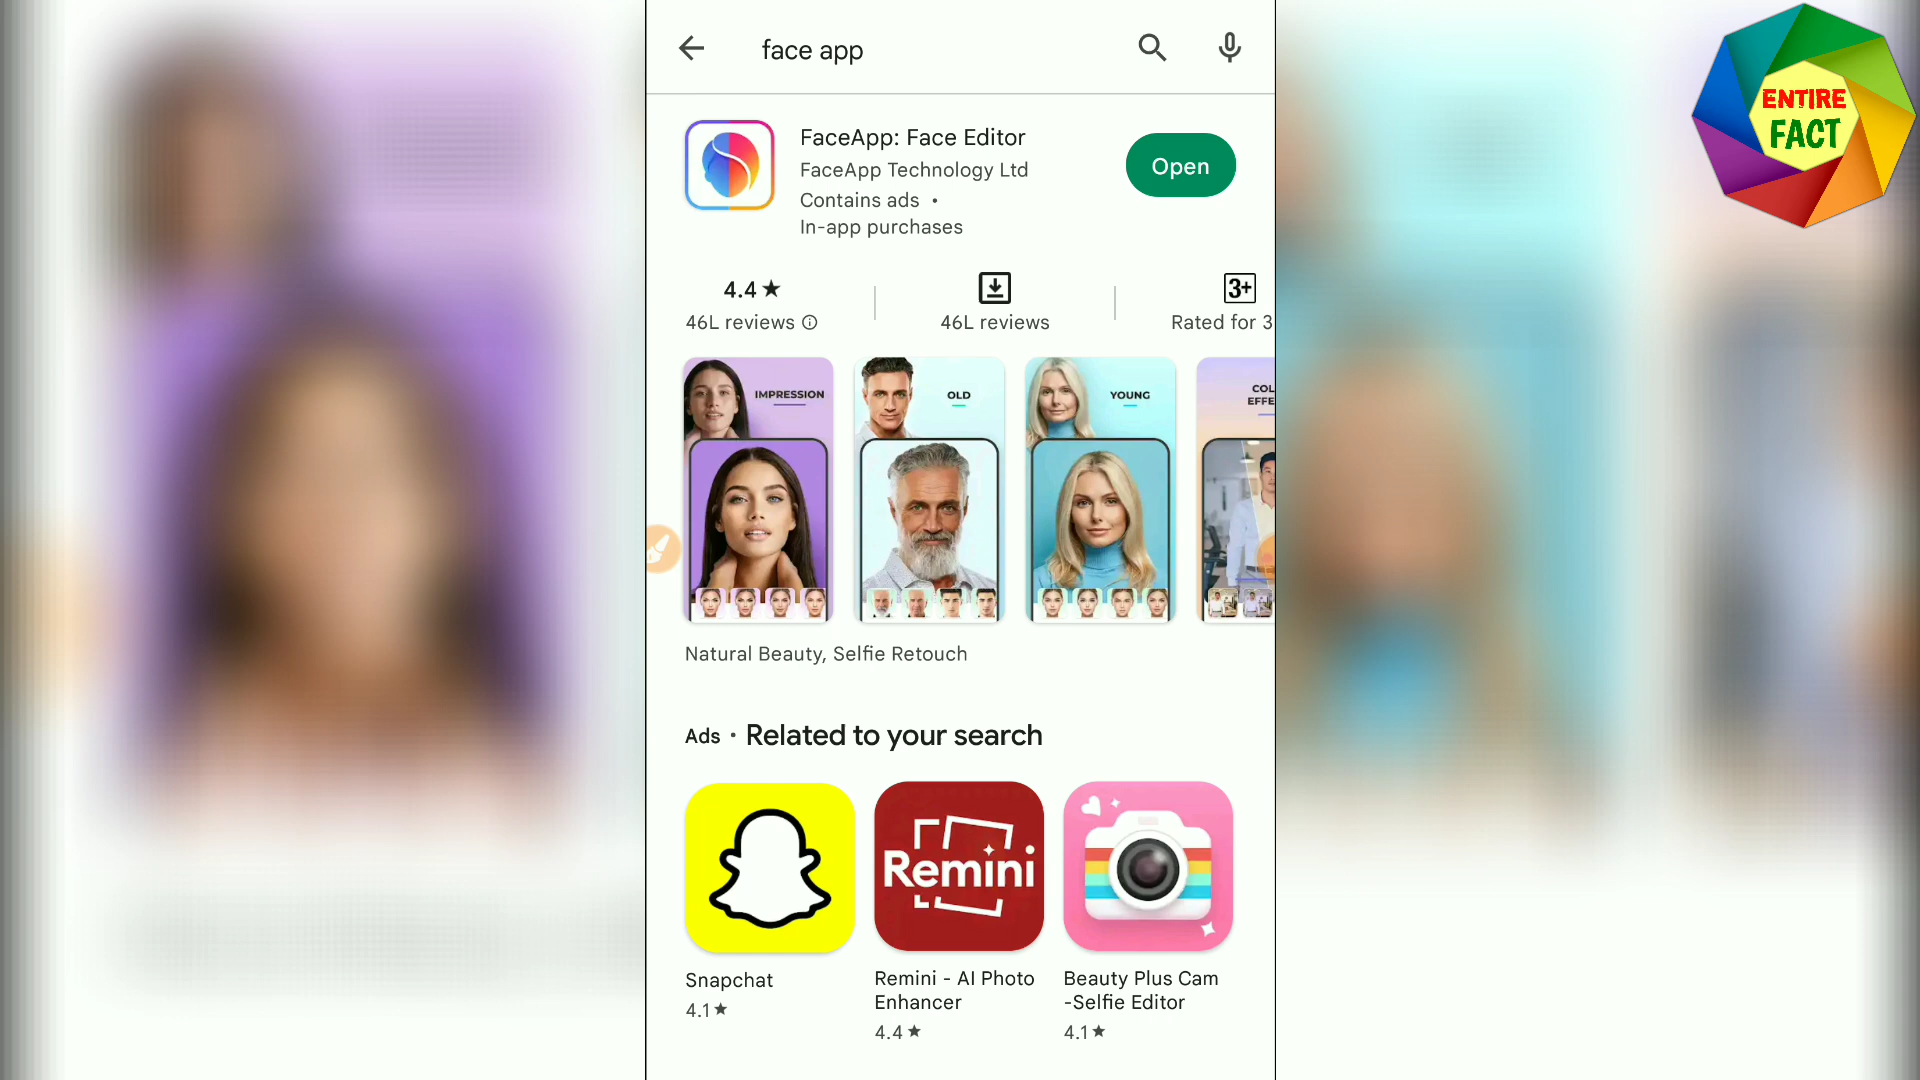 face app
ENTIRE
FACT
FaceApp: Face Editor
FaceApp Technology Ltd
Contains ads •
In-app purchases
Open
4.4★
46L reviews
46L reviews
3+
Rated for 3
IMPRESSION
OLD
YOUNG
COL
EFFE
Natural Beauty, Selfie Retouch
Ads • Related to your search
Remini
Snapchat
4.1★
Remini - AI Photo
Enhancer
4.4★
Beauty Plus Cam
-Selfie Editor
4.1★